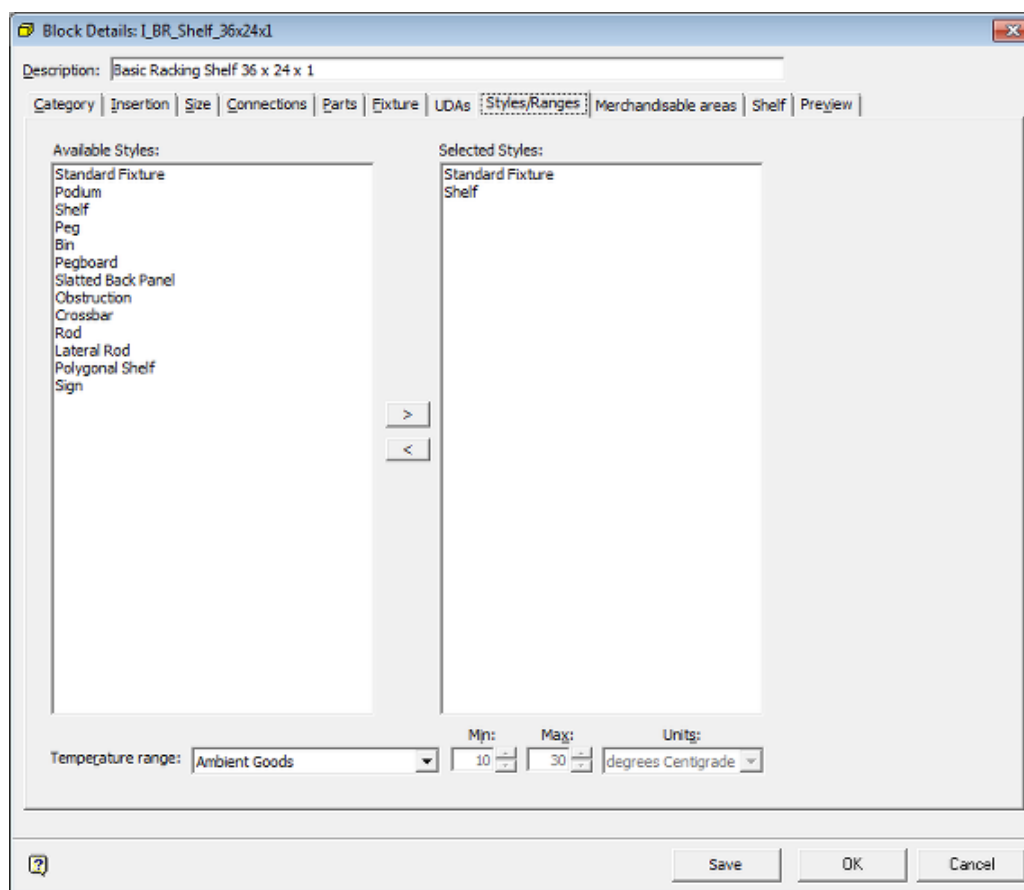 Block Details: I_BR_Shelf_36x24x1
Description: Basic Racking Shelf 36 x 24 x 1
Category Insertion Size Connections Parts Fixture UDAs Styles/Ranges Merchandisable areas Shelf Preview
Available Styles:
Standard Fixture
Podium
Shelf
Peg
Bin
Pegboard
Slatted Back Panel
Obstruction
Crossbar
Rod
Lateral Rod
Polygonal Shelf
Sign
>
<
Selected Styles:
Standard Fixture
Shelf
Min: Max: Units:
Temperature range: Ambient Goods 10 30 degrees Centigrade
? Save OK Cancel